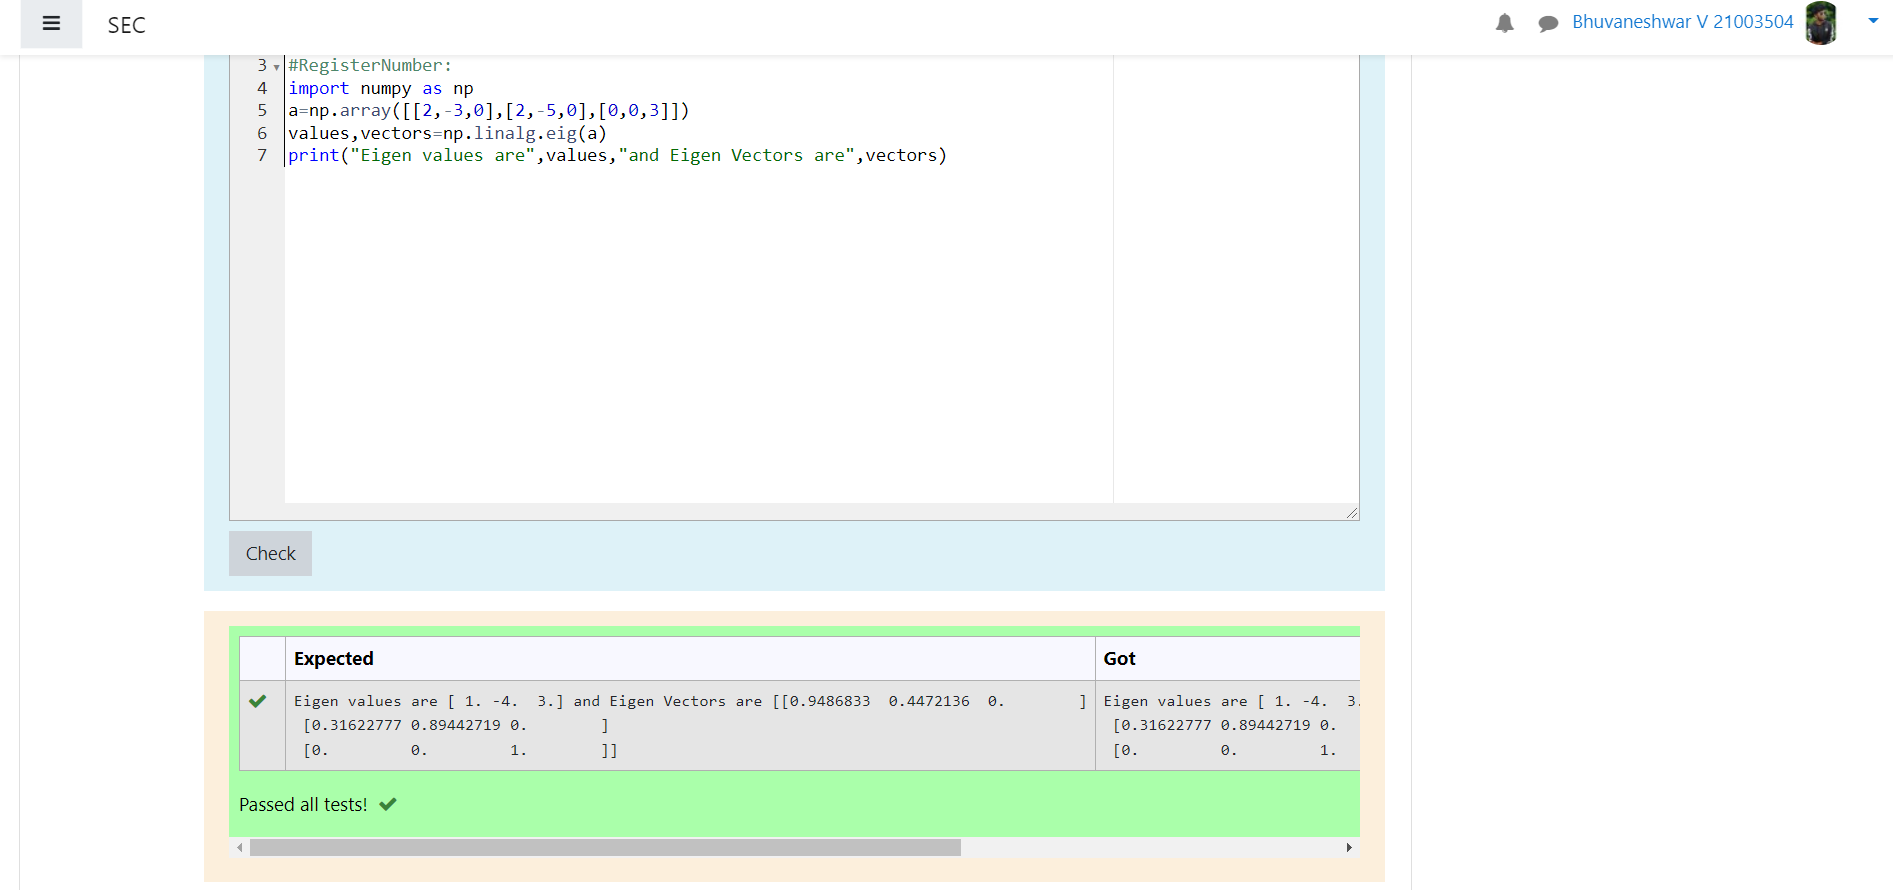 SEC
Bhuvaneshwar V 21003504
3 #RegisterNumber:
4 import numpy as np
5 a=np.array([[2,-3,0],[2,-5,0],[0,0,3]])
6 values,vectors=np.linalg.eig(a)
7 print("Eigen values are",values,"and Eigen Vectors are",vectors)
Check
Expected Got
Eigen values are [ 1. -4.  3.] and Eigen Vectors are [[0.9486833  0.4472136  0.        ] Eigen values are [ 1. -4.  3.
[0.31622777 0.89442719 0.        ] [0.31622777 0.89442719 0.
[0.         0.         1.        ]] [0.         0.         1.
Passed all tests!